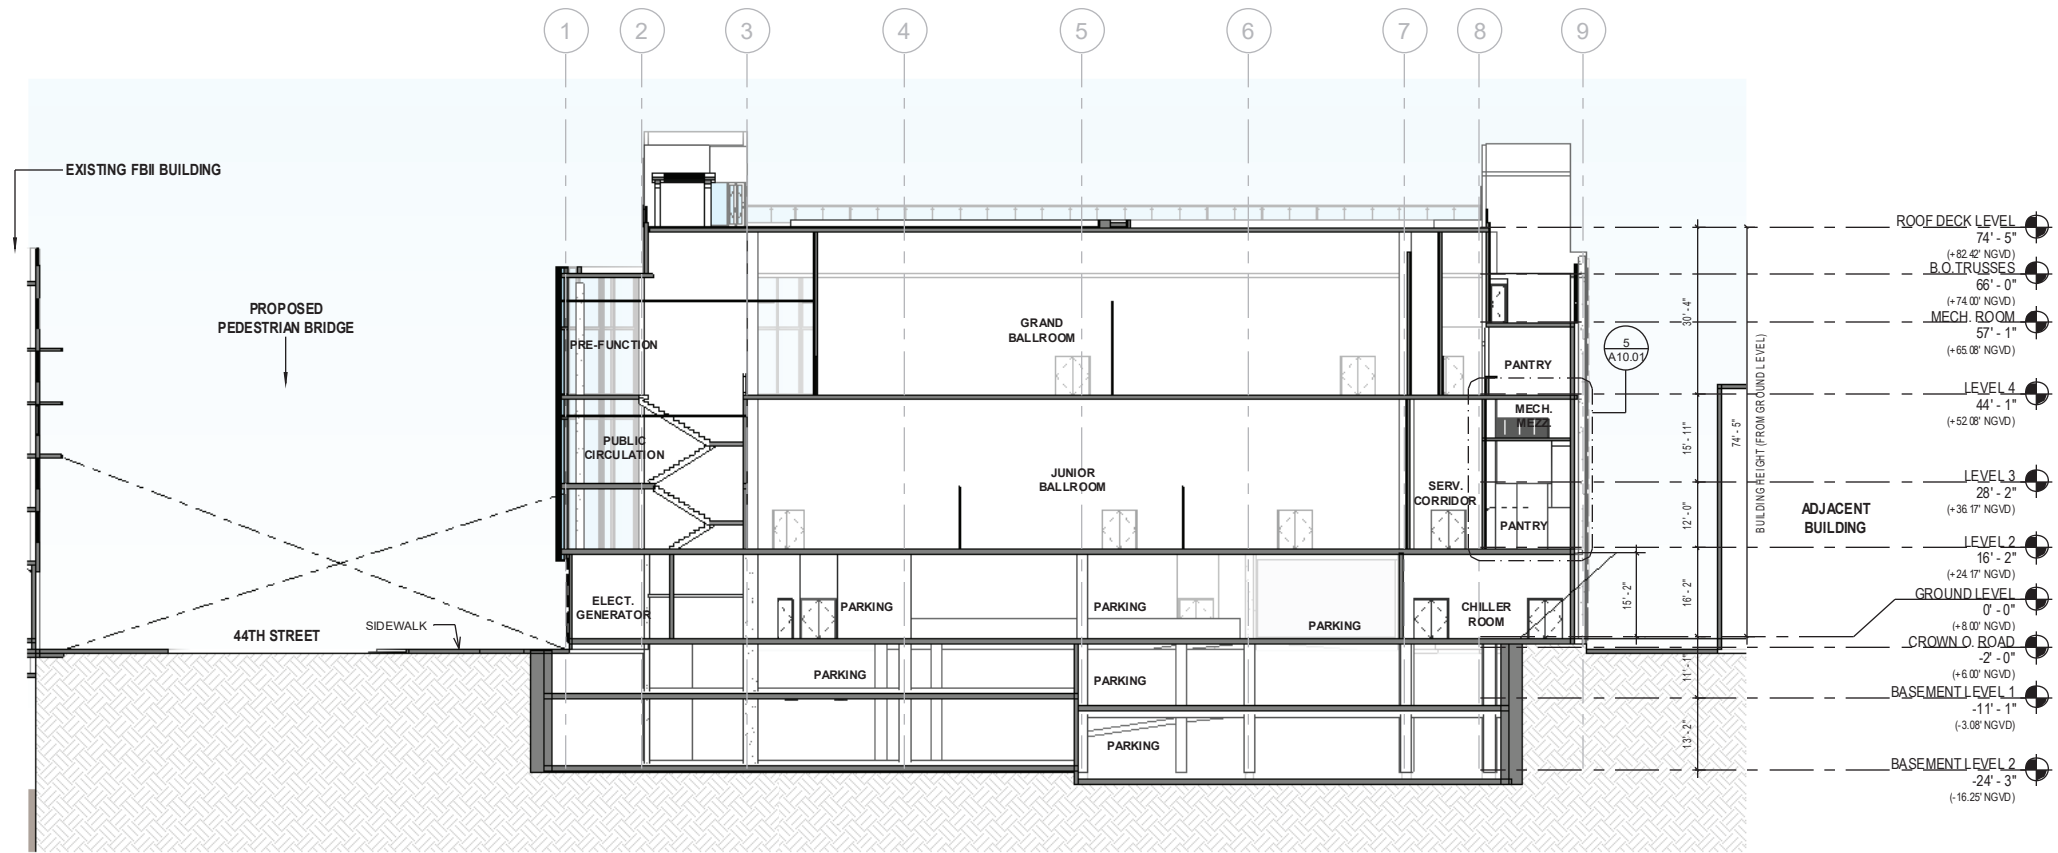 1 2 3 4 5 6 7 8 9
EXISTING FBII BUILDING
PROPOSED
PEDESTRIAN BRIDGE
44TH STREET
SIDEWALK
PRE-FUNCTION
PUBLIC
CIRCULATION
ELECT.
GENERATOR
GRAND
BALLROOM
JUNIOR
BALLROOM
SERV.
CORRIDOR
PANTRY
MECH.
MEZZ.
PANTRY
5
A10.01
PARKING
PARKING
PARKING
CHILLER
ROOM
PARKING
PARKING
PARKING
30' - 4"
15' - 11"
12' - 0"
16' - 2"
15' - 2"
11' - 1"
13' - 2"
74' - 5"
BUILDING HEIGHT (FROM GROUND LEVEL)
ADJACENT
BUILDING
ROOF DECK LEVEL
74' - 5"
(+82.42' NGVD)
B.O.TRUSSES
66' - 0"
(+74.00' NGVD)
MECH. ROOM
57' - 1"
(+65.08' NGVD)
LEVEL 4
44' - 1"
(+52.08' NGVD)
LEVEL 3
28' - 2"
(+36.17' NGVD)
LEVEL 2
16' - 2"
(+24.17' NGVD)
GROUND LEVEL
0' - 0"
(+8.00' NGVD)
CROWN O. ROAD
-2' - 0"
(+6.00' NGVD)
BASEMENT LEVEL 1
-11' - 1"
(-3.08' NGVD)
BASEMENT LEVEL 2
-24' - 3"
(-16.25' NGVD)